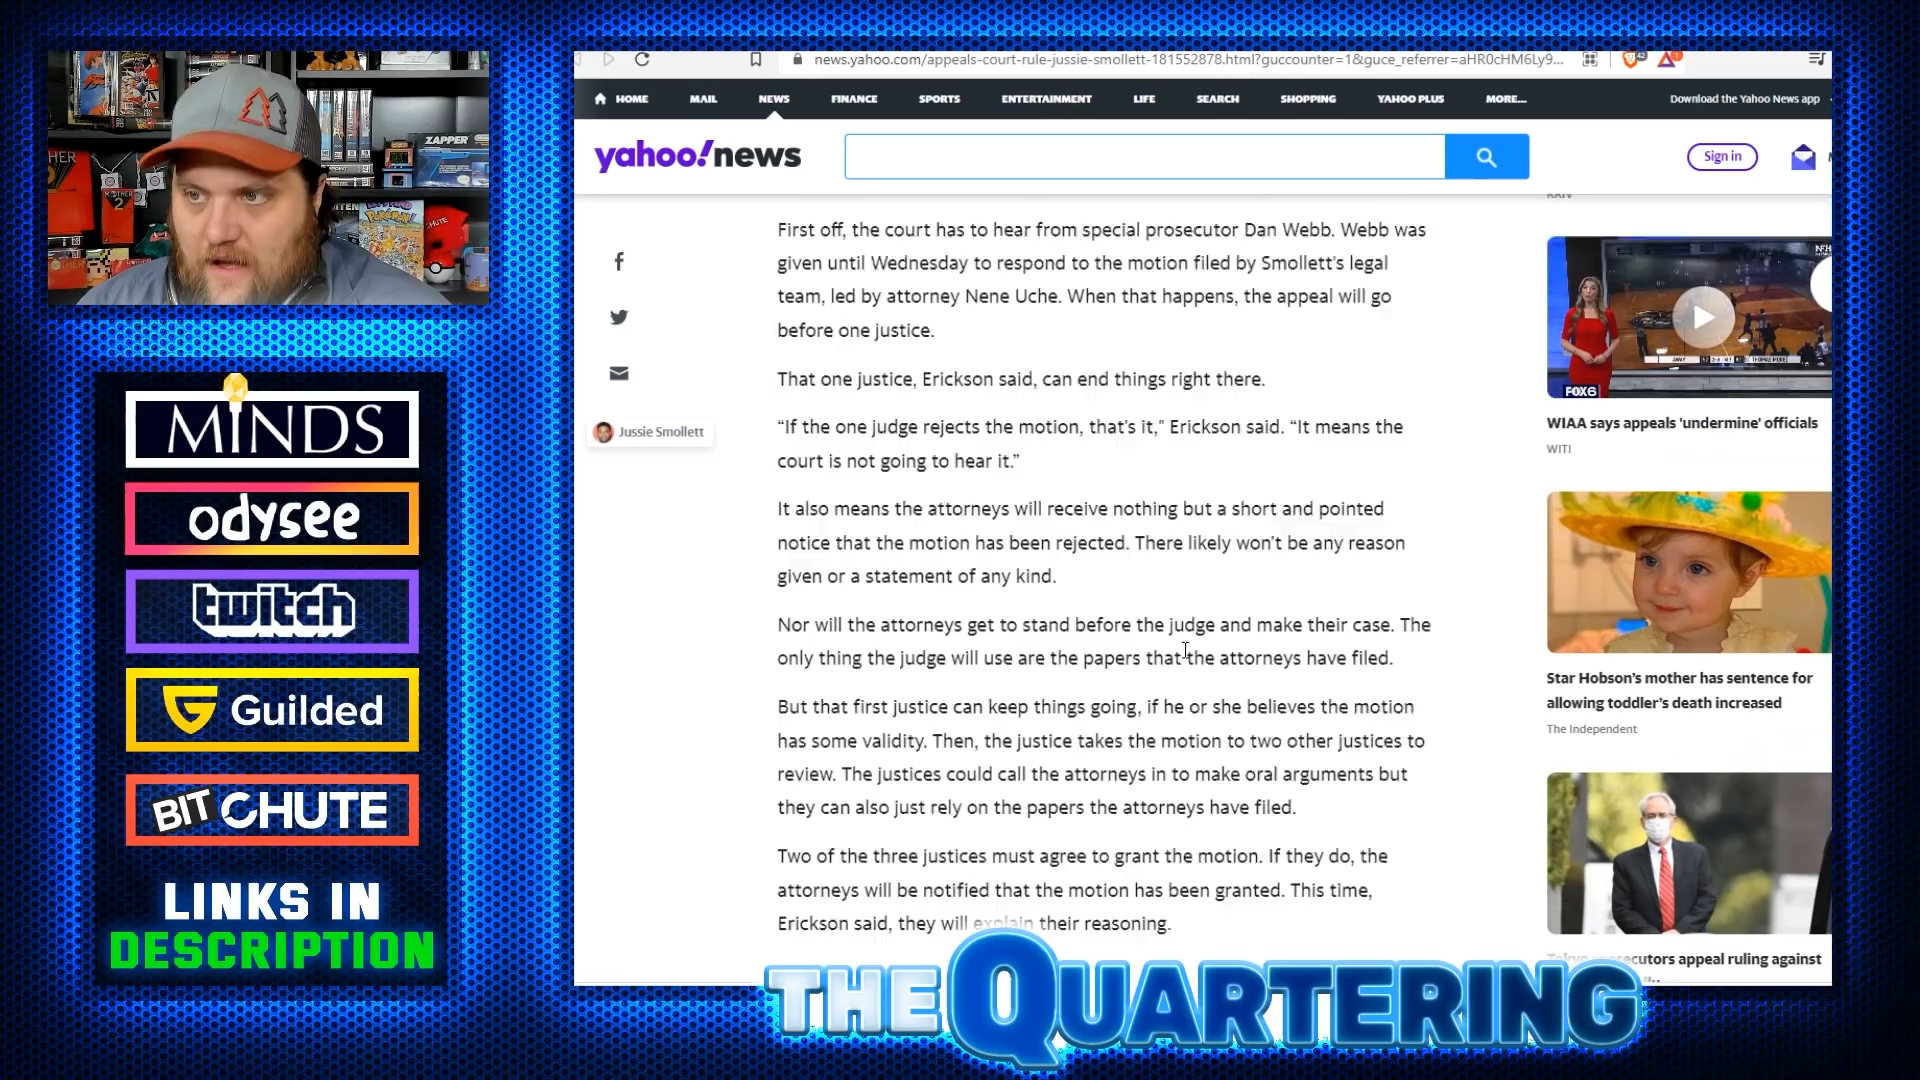 news.yahoo.com/appeals-court-rule-jussie-smollett-181552878.html?guccounter=1&guce_referrer=aHR0cHM6Ly9...
HOME MAIL NEWS FINANCE SPORTS ENTERTAINMENT LIFE SEARCH SHOPPING YAHOO PLUS MORE... Download the Yahoo News app
yahoo!news
Sign in
First off, the court has to hear from special prosecutor Dan Webb. Webb was
given until Wednesday to respond to the motion filed by Smollett's legal
team, led by attorney Nene Uche. When that happens, the appeal will go
before one justice.
That one justice, Erickson said, can end things right there.
“If the one judge rejects the motion, that's it," Erickson said. “It means the
court is not going to hear it.”
It also means the attorneys will receive nothing but a short and pointed
notice that the motion has been rejected. There likely won’t be any reason
given or a statement of any kind.
Nor will the attorneys get to stand before the judge and make their case. The
only thing the judge will use are the papers that the attorneys have filed.
But that first justice can keep things going, if he or she believes the motion
has some validity. Then, the justice takes the motion to two other justices to
review. The justices could call the attorneys in to make oral arguments but
they can also just rely on the papers the attorneys have filed.
Two of the three justices must agree to grant the motion. If they do, the
attorneys will be notified that the motion has been granted. This time,
Erickson said, they will explain their reasoning.
Jussie Smollett
FOX6
WIAA says appeals 'undermine' officials
WITI
Star Hobson’s mother has sentence for
allowing toddler’s death increased
The Independent
appeal ruling against
ZAPPER
MOTHER
2
POKéMON
MINDS
odysee
twitch
Guilded
BITCHUTE
LINKS IN
DESCRIPTION
THE QUARTERING